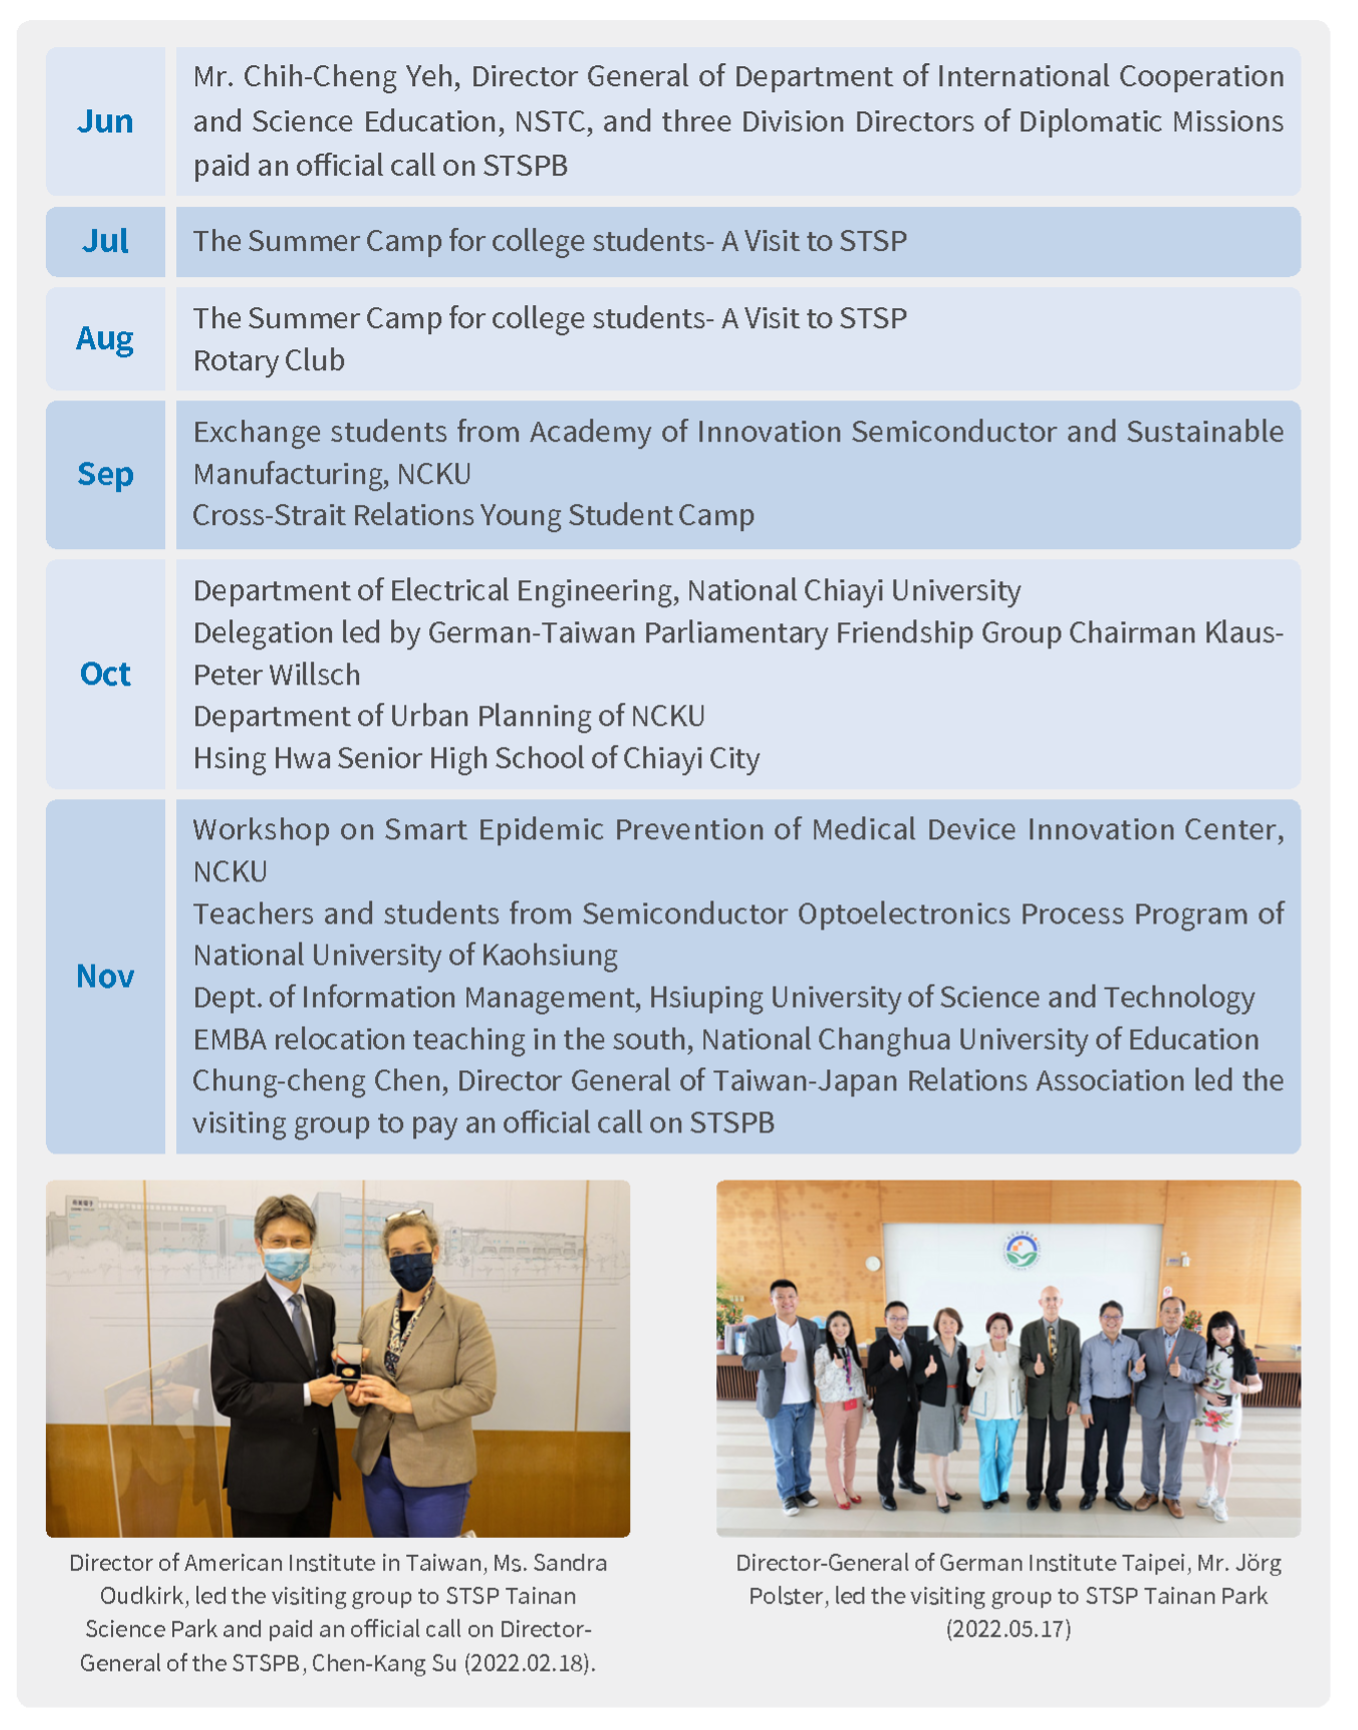 Jun
Mr. Chih-Cheng Yeh, Director General of Department of International Cooperation
and Science Education, NSTC, and three Division Directors of Diplomatic Missions
paid an official call on STSPB
Jul
The Summer Camp for college students- A Visit to STSP
Aug
The Summer Camp for college students- A Visit to STSP
Rotary Club
Sep
Exchange students from Academy of Innovation Semiconductor and Sustainable
Manufacturing, NCKU
Cross-Strait Relations Young Student Camp
Oct
Department of Electrical Engineering, National Chiayi University
Delegation led by German-Taiwan Parliamentary Friendship Group Chairman Klaus-
Peter Willsch
Department of Urban Planning of NCKU
Hsing Hwa Senior High School of Chiayi City
Nov
Workshop on Smart Epidemic Prevention of Medical Device Innovation Center,
NCKU
Teachers and students from Semiconductor Optoelectronics Process Program of
National University of Kaohsiung
Dept. of Information Management, Hsiuping University of Science and Technology
EMBA relocation teaching in the south, National Changhua University of Education
Chung-cheng Chen, Director General of Taiwan-Japan Relations Association led the
visiting group to pay an official call on STSPB
Director of American Institute in Taiwan, Ms. Sandra
Oudkirk, led the visiting group to STSP Tainan
Science Park and paid an official call on Director-
General of the STSPB, Chen-Kang Su (2022.02.18).
Director-General of German Institute Taipei, Mr. Jörg
Polster, led the visiting group to STSP Tainan Park
(2022.05.17)